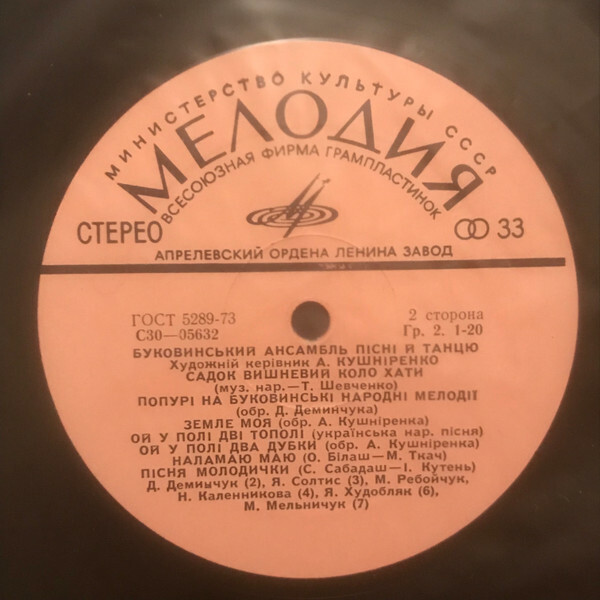 МИНИСТЕРСТВО КУЛЬТУРЫ СССР
МЕЛОДИЯ
ВСЕСОЮЗНАЯ ФИРМА ГРАМПЛАСТИНОК
СТЕРЕО 33
АПРЕЛЕВСКИЙ ОРДЕНА ЛЕНИНА ЗАВОД
ГОСТ 5289-73 2 сторона
С30—05632 Гр. 2. 1-20
БУКОВИНСЬКИЙ АНСАМБЛЬ ПІСНІ Й ТАНЦЮ
Художній керівник А. КУШНІРЕНКО
САДОК ВИШНЕВИЙ КОЛО ХАТИ
(муз. нар.—Т. Шевченко)
ПОПУРІ НА БУКОВИНСЬКІ НАРОДНІ МЕЛОДІЇ
(обр. Д. Деминчука)
ЗЕМЛЕ МОЯ (обр. А. Кушніренка)
ОЙ У ПОЛІ ДВІ ТОПОЛІ (українська нар. пісня)
ОЙ У ПОЛІ ДВА ДУБКИ (обр. А. Кушніренка)
НАЛАМАЮ МАЮ (О. Білаш—М. Ткач)
ПІСНЯ МОЛОДИЧКИ (С. Сабадаш—І. Кутень)
Д. Деминчук (2), Я. Солтис (3), М. Ребойчук,
Н. Каленникова (4), Я. Худобляк (6),
М. Мельничук (7)